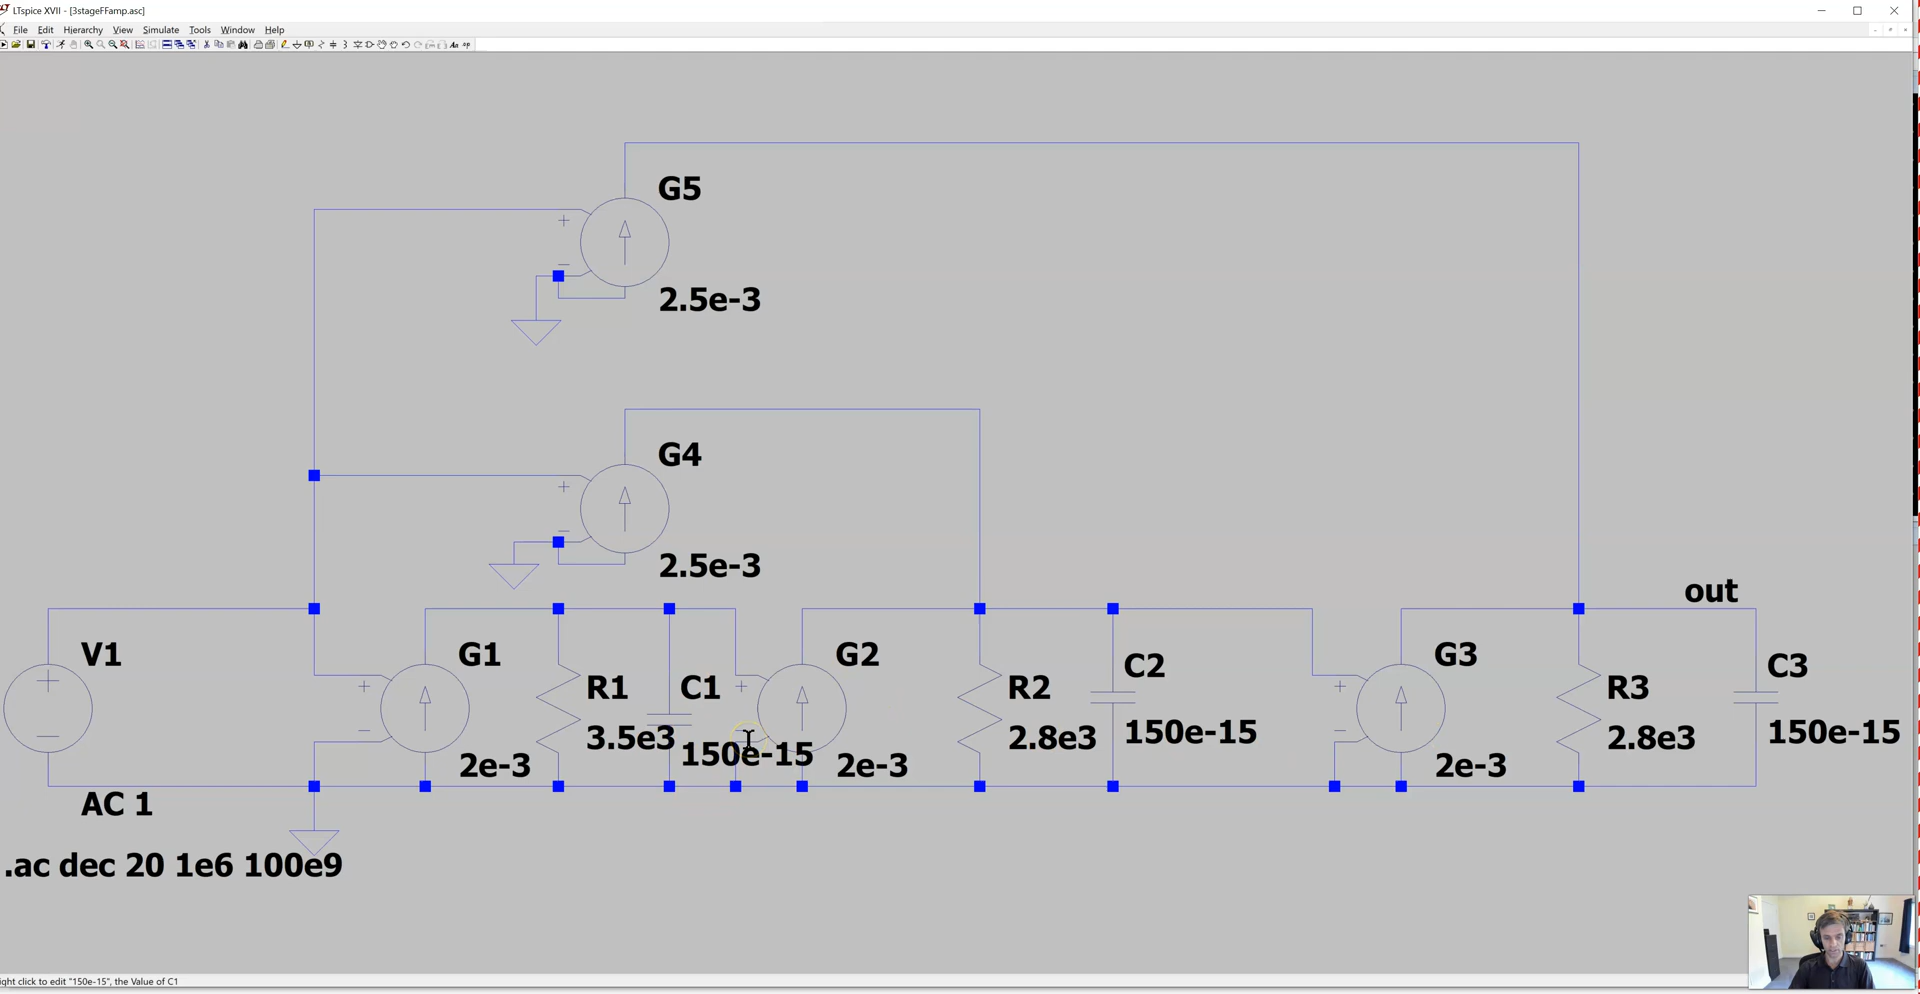 LTspice XVII - [3stageFFamp.asc]
File Edit Hierarchy View Simulate Tools Window Help
G5
2.5e-3
G4
2.5e-3
out
V1
G1
R1
C1
G2
R2
C2
G3
R3
C3
3.5e3
150e-15
2.8e3
150e-15
2.8e3
150e-15
2e-3
2e-3
2e-3
AC 1
.ac dec 20 1e6 100e9
ight click to edit "150e-15", the Value of C1